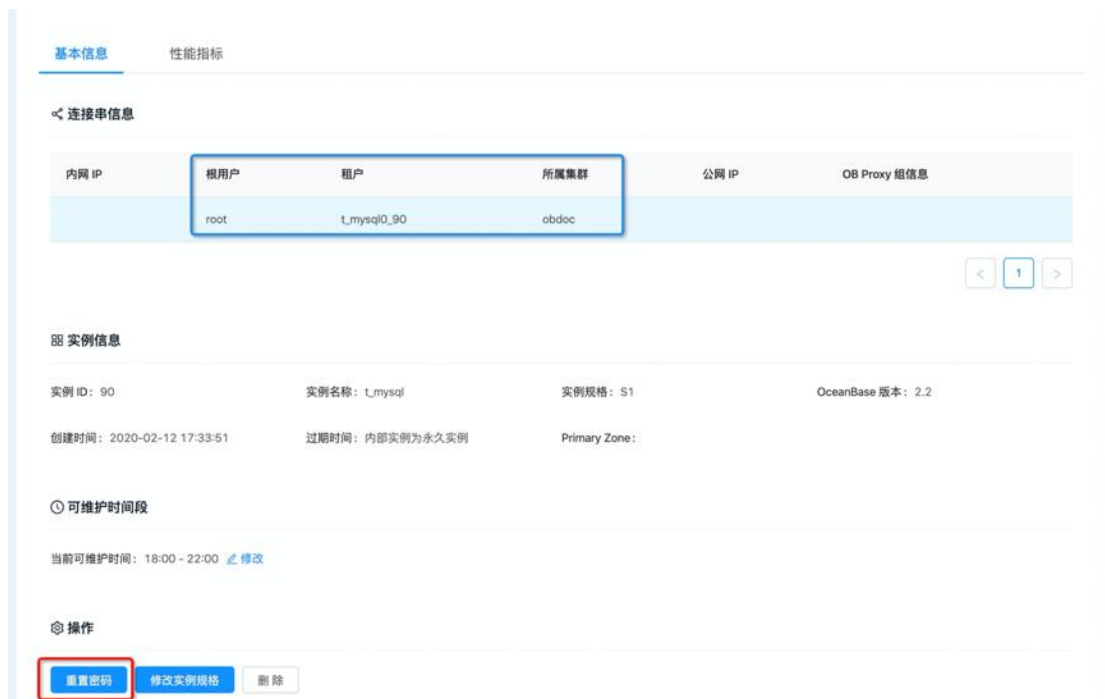 基本信息 性能指标
连接串信息
内网 IP 根用户 租户 所属集群 公网 IP OB Proxy 组信息
root t_mysql0_90 obdoc
< 1 >
实例信息
实例 ID: 90 实例名称: t_mysql 实例规格: S1 OceanBase 版本: 2.2
创建时间: 2020-02-12 17:33:51 过期时间: 内部实例为永久实例 Primary Zone:
可维护时间段
当前可维护时间: 18:00 - 22:00 修改
操作
重置密码 修改实例规格 删 除